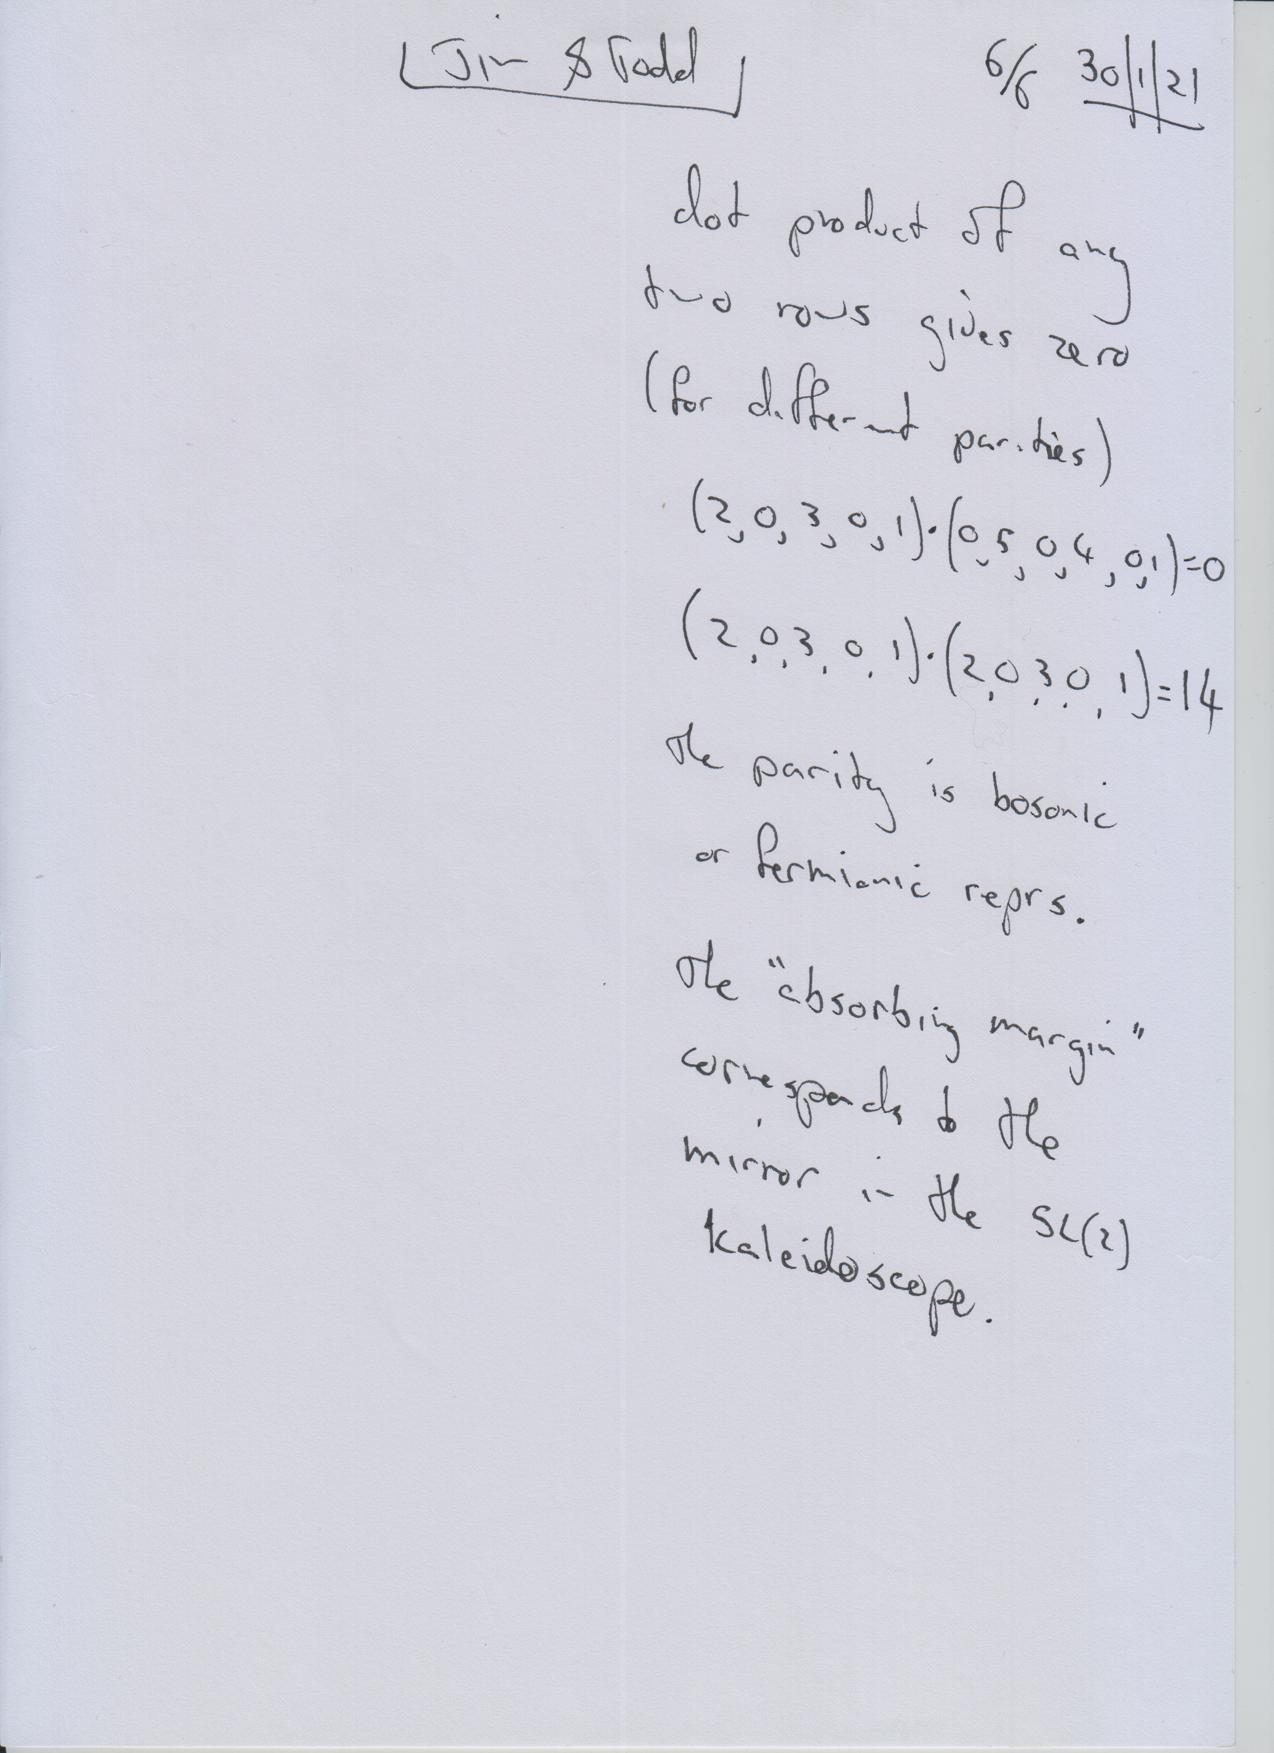 Jim & Todd
6/6 30/1/21
dot product of any
two rows gives zero
(for different parities)
(2,0,3,0,1)·(0,5,0,4,0,1)=0
(2,0,3,0,1)·(2,0,3,0,1)=14
the parity is bosonic
or fermionic reprs.
the "absorbing margin"
corresponds to the
mirror in the SL(2)
kaleidoscope.